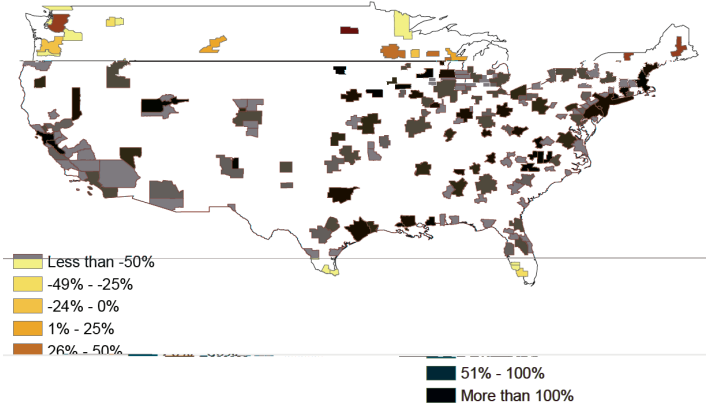 Less than -50%
-49% - -25%
-24% - 0%
1% - 25%
26% - 50%
51% - 100%
More than 100%